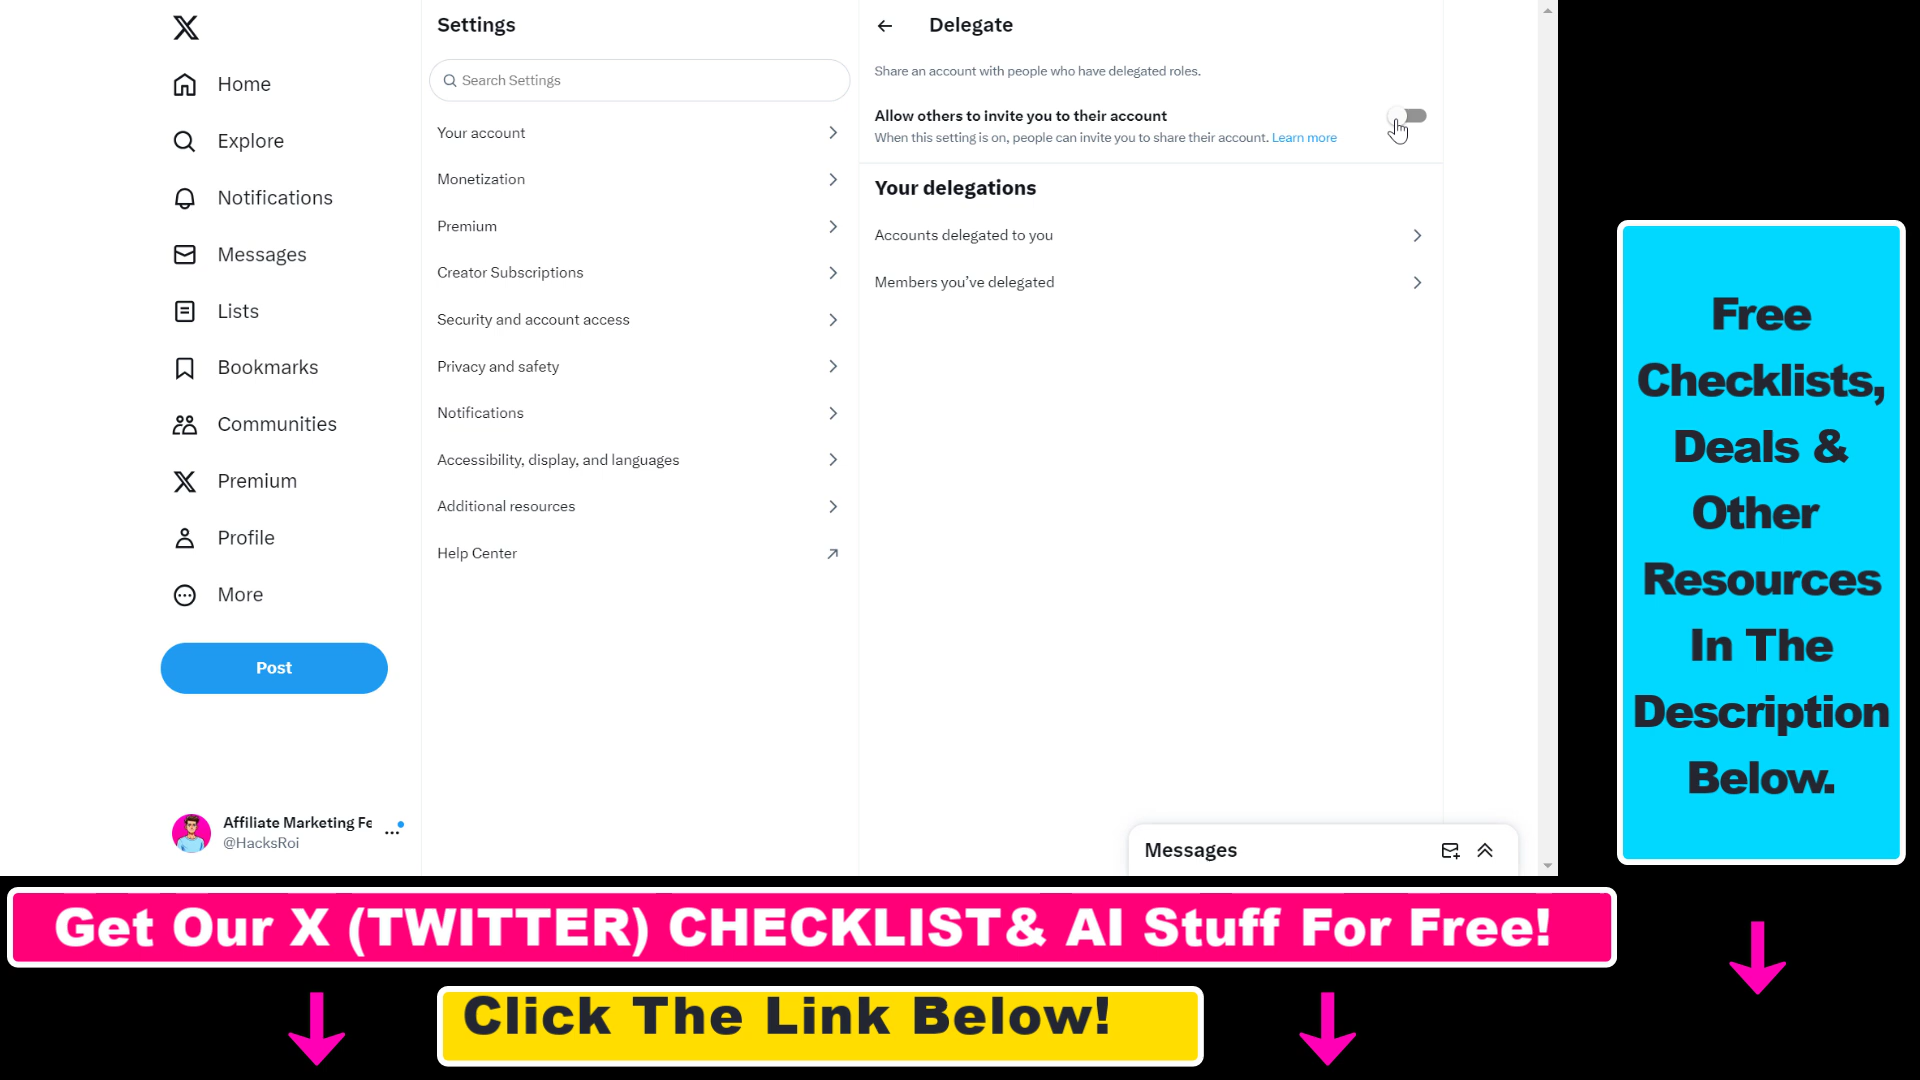 Home
Explore
Notifications
Messages
Lists
Bookmarks
Communities
Premium
Profile
More
Post
Affiliate Marketing Fe
@HacksRoi
Settings
Search Settings
Your account
Monetization
Premium
Creator Subscriptions
Security and account access
Privacy and safety
Notifications
Accessibility, display, and languages
Additional resources
Help Center
Delegate
Share an account with people who have delegated roles.
Allow others to invite you to their account
When this setting is on, people can invite you to share their account. Learn more
Your delegations
Accounts delegated to you
Members you’ve delegated
Messages
Free
Checklists,
Deals &
Other
Resources
In The
Description
Below.
Get Our X (TWITTER) CHECKLIST& AI Stuff For Free!
Click The Link Below!